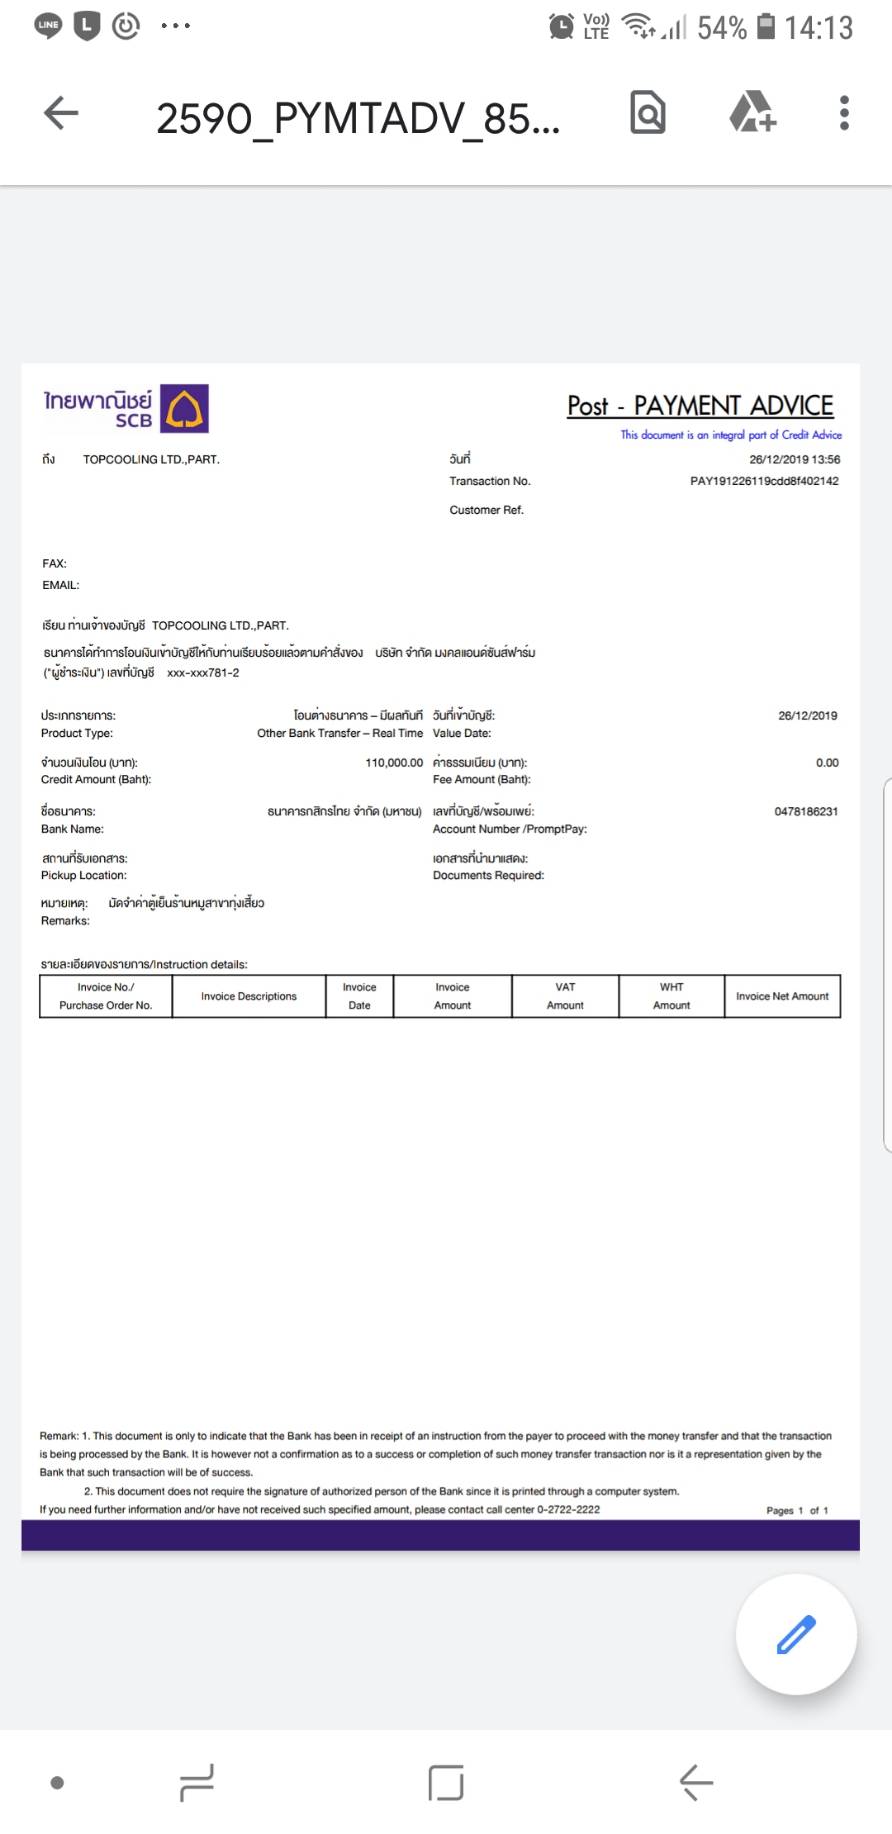 LINE L ... Vo)) LTE 54% 14:13
2590_PYMTADV_85...
ไทยพาณิชย์
SCB
Post - PAYMENT ADVICE
This document is an integral part of Credit Advice
ถึง TOPCOOLING LTD.,PART. วันที่ 26/12/2019 13:56
Transaction No. PAY191226119cdd8f402142
Customer Ref.
FAX:
EMAIL:
เรียน ท่านเจ้าของบัญชี TOPCOOLING LTD.,PART.
ธนาคารได้ทำการโอนเงินเข้าบัญชีให้กับท่านเรียบร้อยแล้วตามคำสั่งของ บริษัท จำกัด มงคลแอนด์ซันส์ฟาร์ม
("ผู้ชำระเงิน") เลขที่บัญชี xxx-xxx781-2
ประเภทรายการ: โอนต่างธนาคาร – มีผลทันที วันที่เข้าบัญชี: 26/12/2019
Product Type: Other Bank Transfer – Real Time Value Date:
จำนวนเงินโอน (บาท): 110,000.00 ค่าธรรมเนียม (บาท): 0.00
Credit Amount (Baht): Fee Amount (Baht):
ชื่อธนาคาร: ธนาคารกสิกรไทย จำกัด (มหาชน) เลขที่บัญชี/พร้อมเพย์: 0478186231
Bank Name: Account Number /PromptPay:
สถานที่รับเอกสาร: เอกสารที่นำมาแสดง:
Pickup Location: Documents Required:
หมายเหตุ: มัดจำค่าตู้เย็นร้านหมูสาขาทุ่งเสี้ยว
Remarks:
รายละเอียดของรายการ/Instruction details:
Invoice No./ Invoice Descriptions Invoice Invoice VAT WHT Invoice Net Amount
Purchase Order No. Date Amount Amount Amount
Remark: 1. This document is only to indicate that the Bank has been in receipt of an instruction from the payer to proceed with the money transfer and that the transaction
is being processed by the Bank. It is however not a confirmation as to a success or completion of such money transfer transaction nor is it a representation given by the
Bank that such transaction will be of success.
2. This document does not require the signature of authorized person of the Bank since it is printed through a computer system.
If you need further information and/or have not received such specified amount, please contact call center 0-2722-2222 Pages 1 of 1